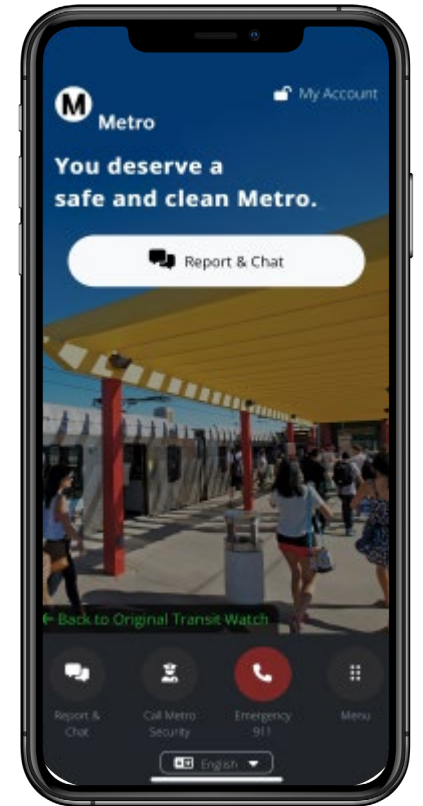 My Account
M
Metro
You deserve a
safe and clean Metro.
Report & Chat
← Back to Original Transit Watch
Report &
Chat
Call Metro
Security
Emergency
911
Menu
English